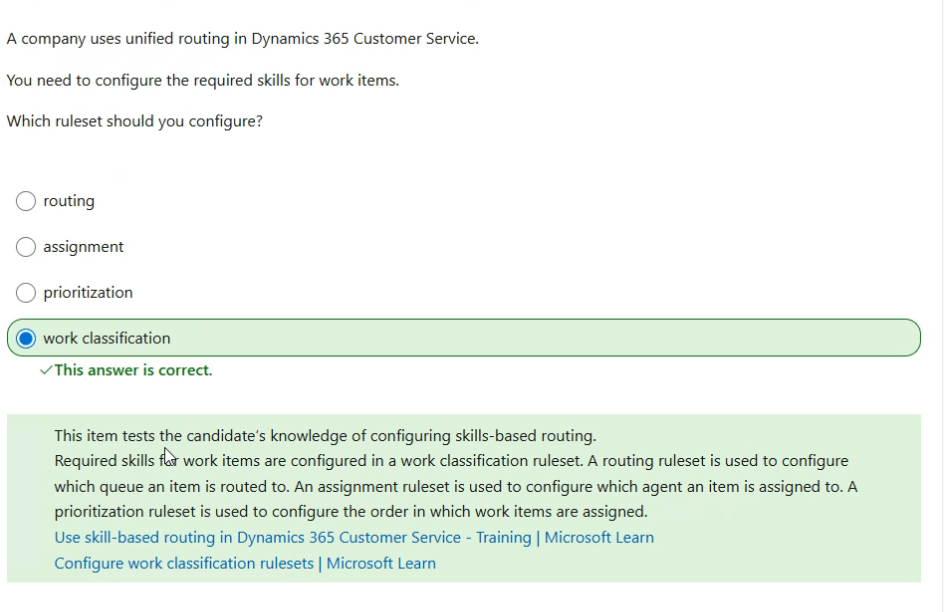 A company uses unified routing in Dynamics 365 Customer Service.
You need to configure the required skills for work items.
Which ruleset should you configure?
routing
assignment
prioritization
work classification
✓This answer is correct.
This item tests the candidate's knowledge of configuring skills-based routing.
Required skills for work items are configured in a work classification ruleset. A routing ruleset is used to configure
which queue an item is routed to. An assignment ruleset is used to configure which agent an item is assigned to. A
prioritization ruleset is used to configure the order in which work items are assigned.
Use skill-based routing in Dynamics 365 Customer Service - Training | Microsoft Learn
Configure work classification rulesets | Microsoft Learn